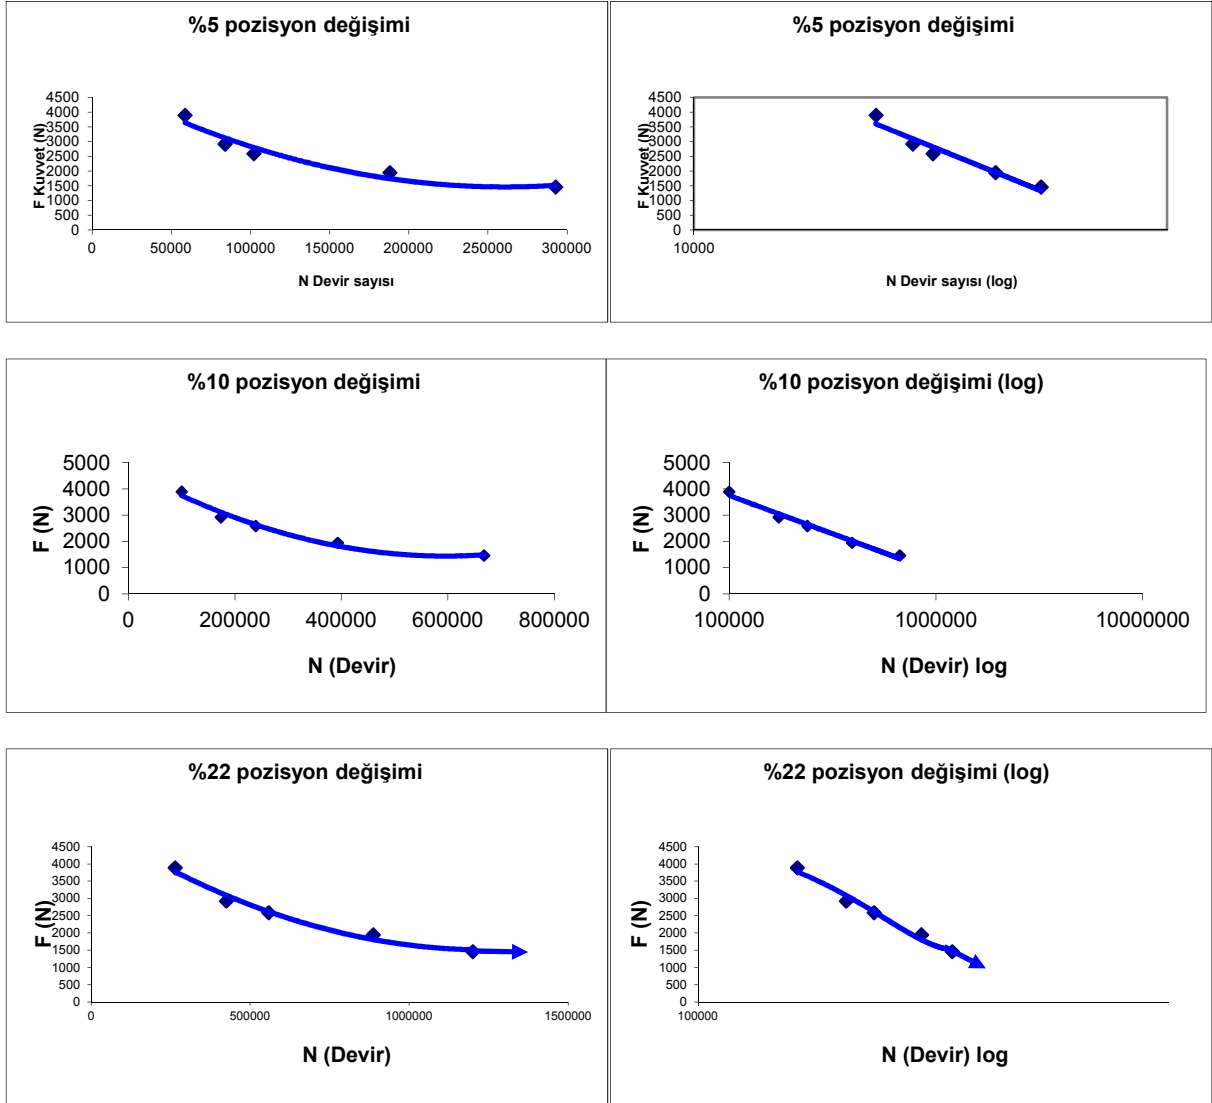 %5 pozisyon değişimi
F Kuvvet (N)
4500
4000
3500
3000
2500
2000
1500
1000
500
0
0 50000 100000 150000 200000 250000 300000
N Devir sayısı
%5 pozisyon değişimi
F Kuvvet (N)
4500
4000
3500
3000
2500
2000
1500
1000
500
0
10000
N Devir sayısı (log)
%10 pozisyon değişimi
F (N)
5000
4000
3000
2000
1000
0
0 200000 400000 600000 800000
N (Devir)
%10 pozisyon değişimi (log)
F (N)
5000
4000
3000
2000
1000
0
100000 1000000 10000000
N (Devir) log
%22 pozisyon değişimi
F (N)
4500
4000
3500
3000
2500
2000
1500
1000
500
0
0 500000 1000000 1500000
N (Devir)
%22 pozisyon değişimi (log)
F (N)
4500
4000
3500
3000
2500
2000
1500
1000
500
0
100000
N (Devir) log